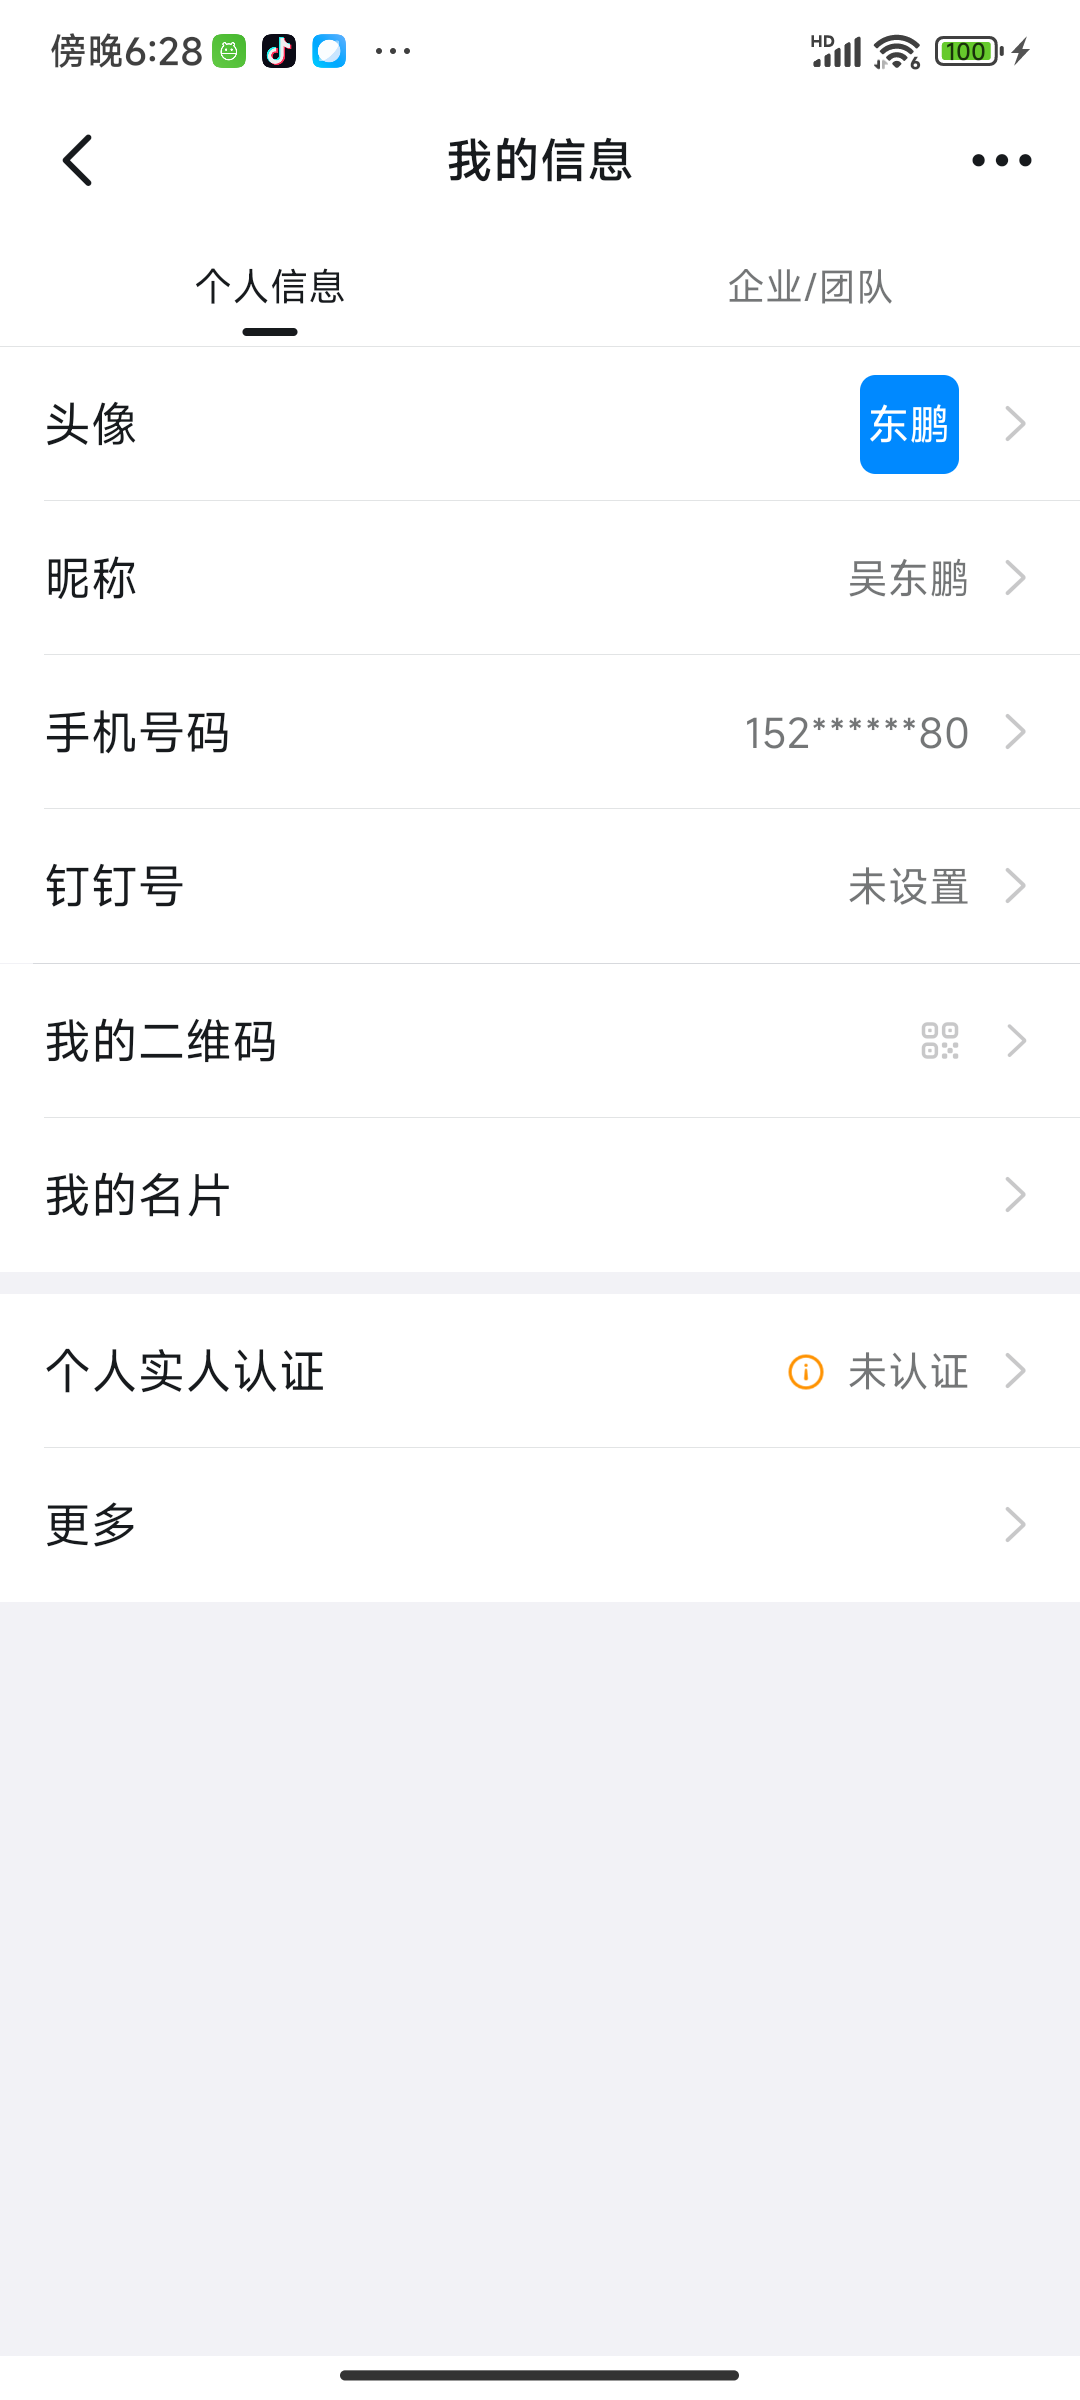 傍晚6:28
HD
6
100
我的信息
个人信息
企业/团队
头像
东鹏
昵称
吴东鹏
手机号码
152******80
钉钉号
未设置
我的二维码
我的名片
个人实人认证
未认证
更多